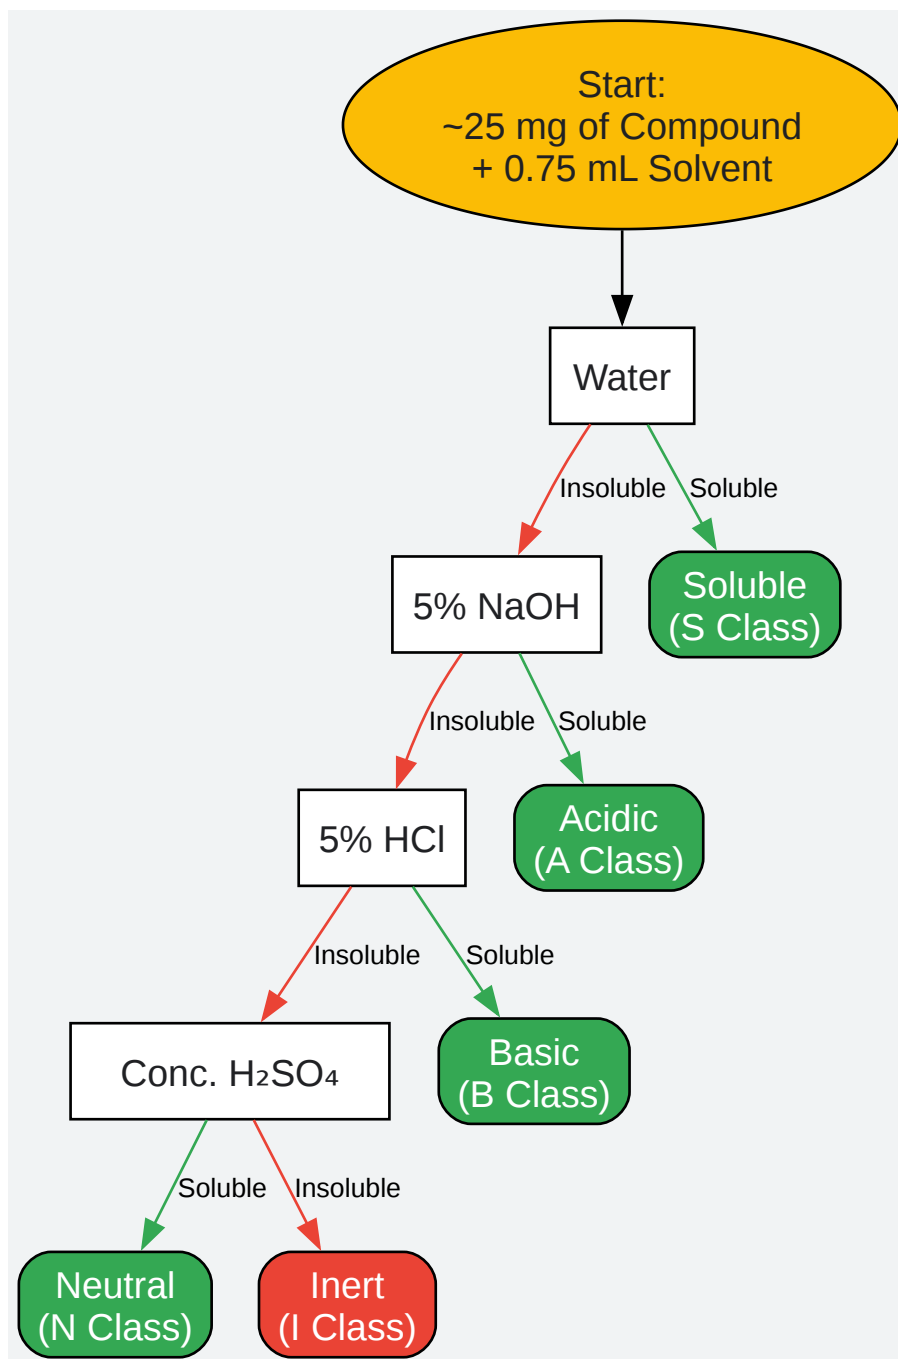 Start:
~25 mg of Compound
+ 0.75 mL Solvent
Water
Insoluble
Soluble
5% NaOH
Soluble
(S Class)
Insoluble
Soluble
5% HCl
Acidic
(A Class)
Insoluble
Soluble
Conc. H₂SO₄
Basic
(B Class)
Soluble
Insoluble
Neutral
(N Class)
Inert
(I Class)